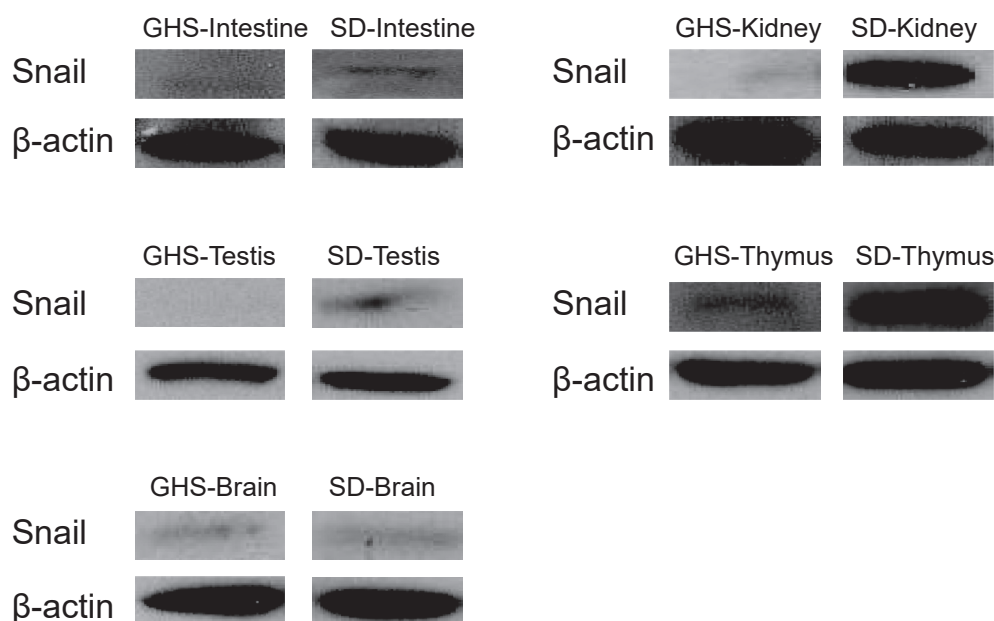 GHS-Intestine SD-Intestine
Snail
β-actin
GHS-Kidney SD-Kidney
Snail
β-actin
GHS-Testis SD-Testis
Snail
β-actin
GHS-Thymus SD-Thymus
Snail
β-actin
GHS-Brain SD-Brain
Snail
β-actin